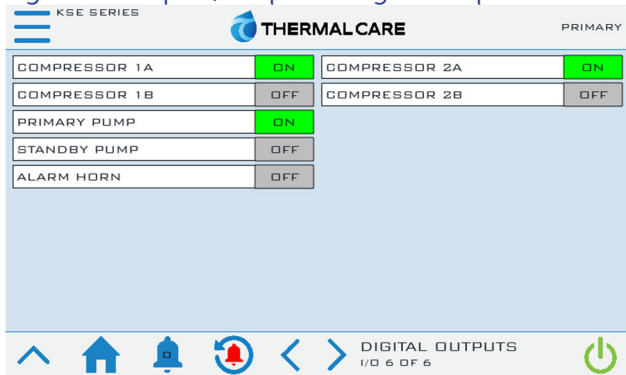 KSE SERIES
THERMALCARE
PRIMARY
COMPRESSOR 1A ON
COMPRESSOR 2A ON
COMPRESSOR 1B OFF
COMPRESSOR 2B OFF
PRIMARY PUMP ON
STANDBY PUMP OFF
ALARM HORN OFF
0
DIGITAL OUTPUTS
I/O 6 OF 6